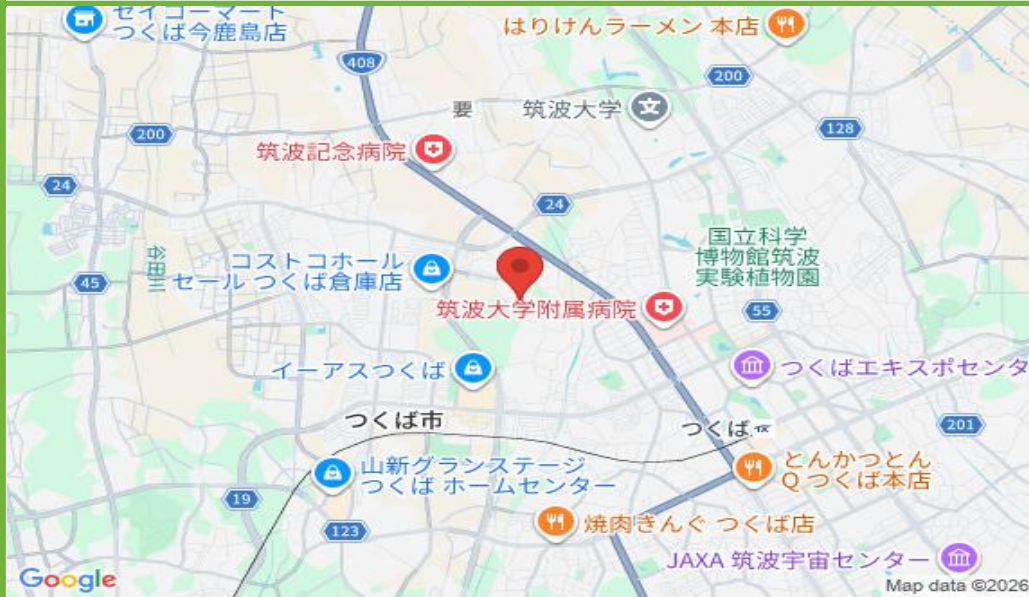 セイコーマート
つくば今鹿島店
はりけんラーメン 本店
408
200
要
筑波大学
200
128
筑波記念病院
24
24
国立科学
博物館筑波
実験植物園
谷田川
コストコホール
セール つくば倉庫店
45
筑波大学附属病院
55
イーアスつくば
つくばエキスポセンタ
つくば市
つくば
201
山新グランステージ
つくば ホームセンター
とんかつとん
Q つくば本店
19
123
焼肉きんぐ つくば店
JAXA 筑波宇宙センター
Google
Map data ©2026